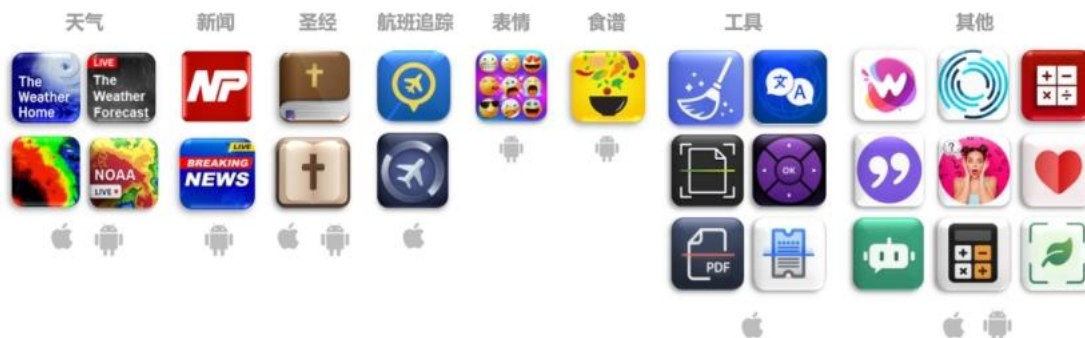 天气
新闻
圣经
航班追踪
表情
食谱
工具
其他
The
Weather
Home
LIVE
The
Weather
Forecast
NP
文
A
W
+ −
× ÷
NOAA
LIVE
LIVE
BREAKING
NEWS
OK
?
PDF
+ −
× +